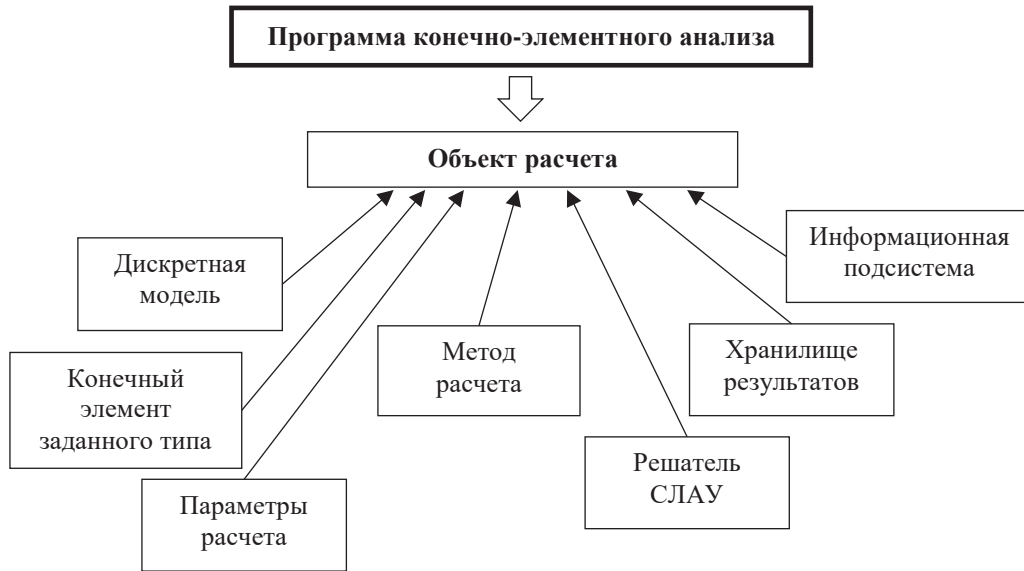 Программа конечно-элементного анализа
Объект расчета
Дискретная
модель
Конечный
элемент
заданного типа
Параметры
расчета
Метод
расчета
Решатель
СЛАУ
Хранилище
результатов
Информационная
подсистема